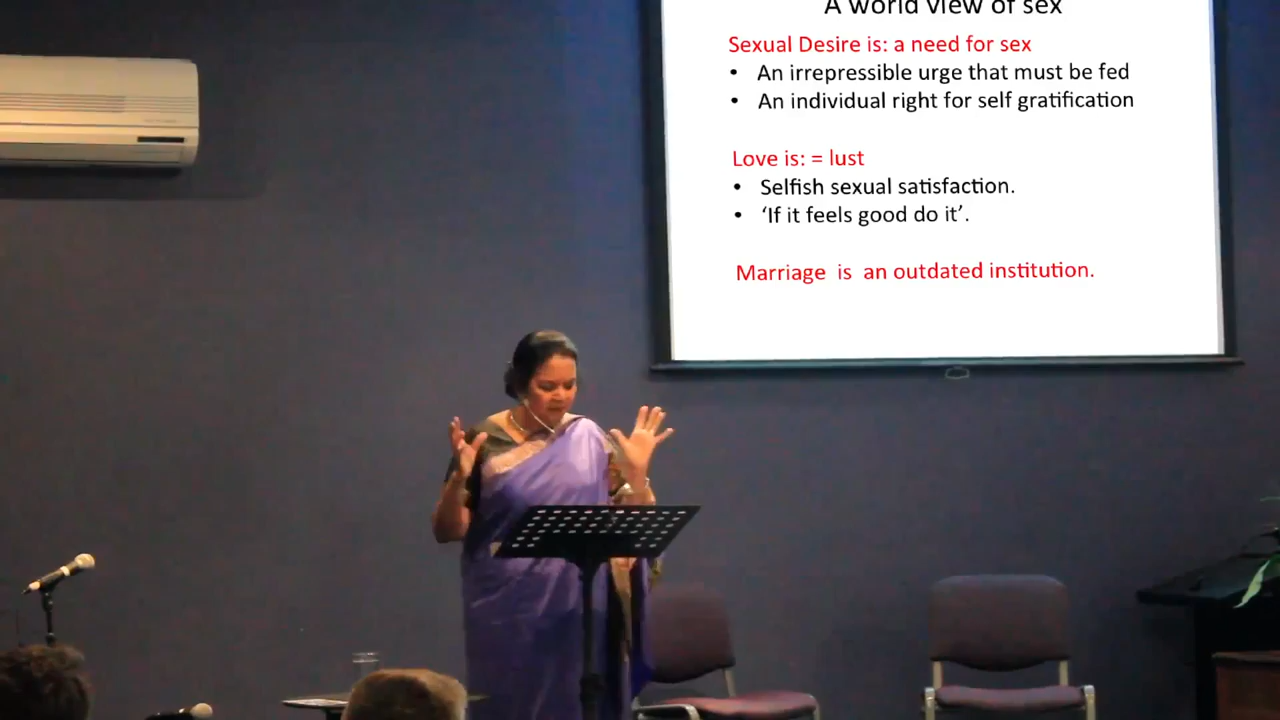 A world view of sex
Sexual Desire is: a need for sex
• An irrepressible urge that must be fed
• An individual right for self gratification
Love is: = lust
• Selfish sexual satisfaction.
• ‘If it feels good do it’.
Marriage is an outdated institution.